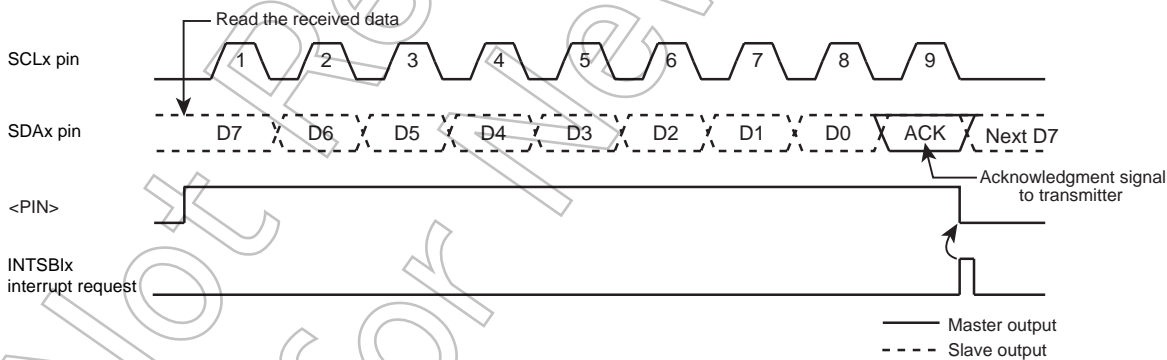 Read the received data
SCLx pin
1 2 3 4 5 6 7 8 9
SDAx pin
D7 D6 D5 D4 D3 D2 D1 D0 ACK Next D7
Acknowledgment signal
to transmitter
<PIN>
INTSBIx
interrupt request
Master output
Slave output